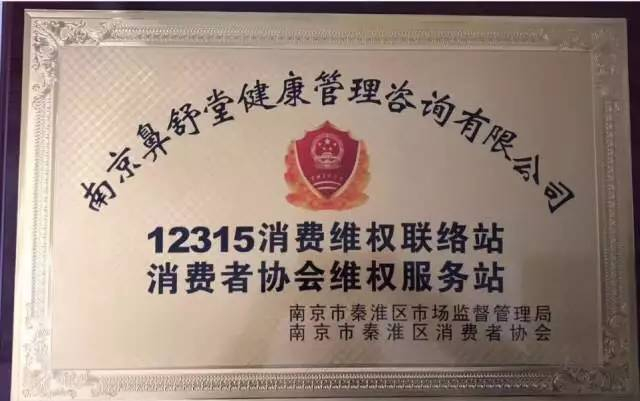 南京鼻舒堂健康管理咨询有限公司
12315消费维权联络站
消费者协会维权服务站
南京市秦淮区市场监督管理局
南京市秦淮区消费者协会